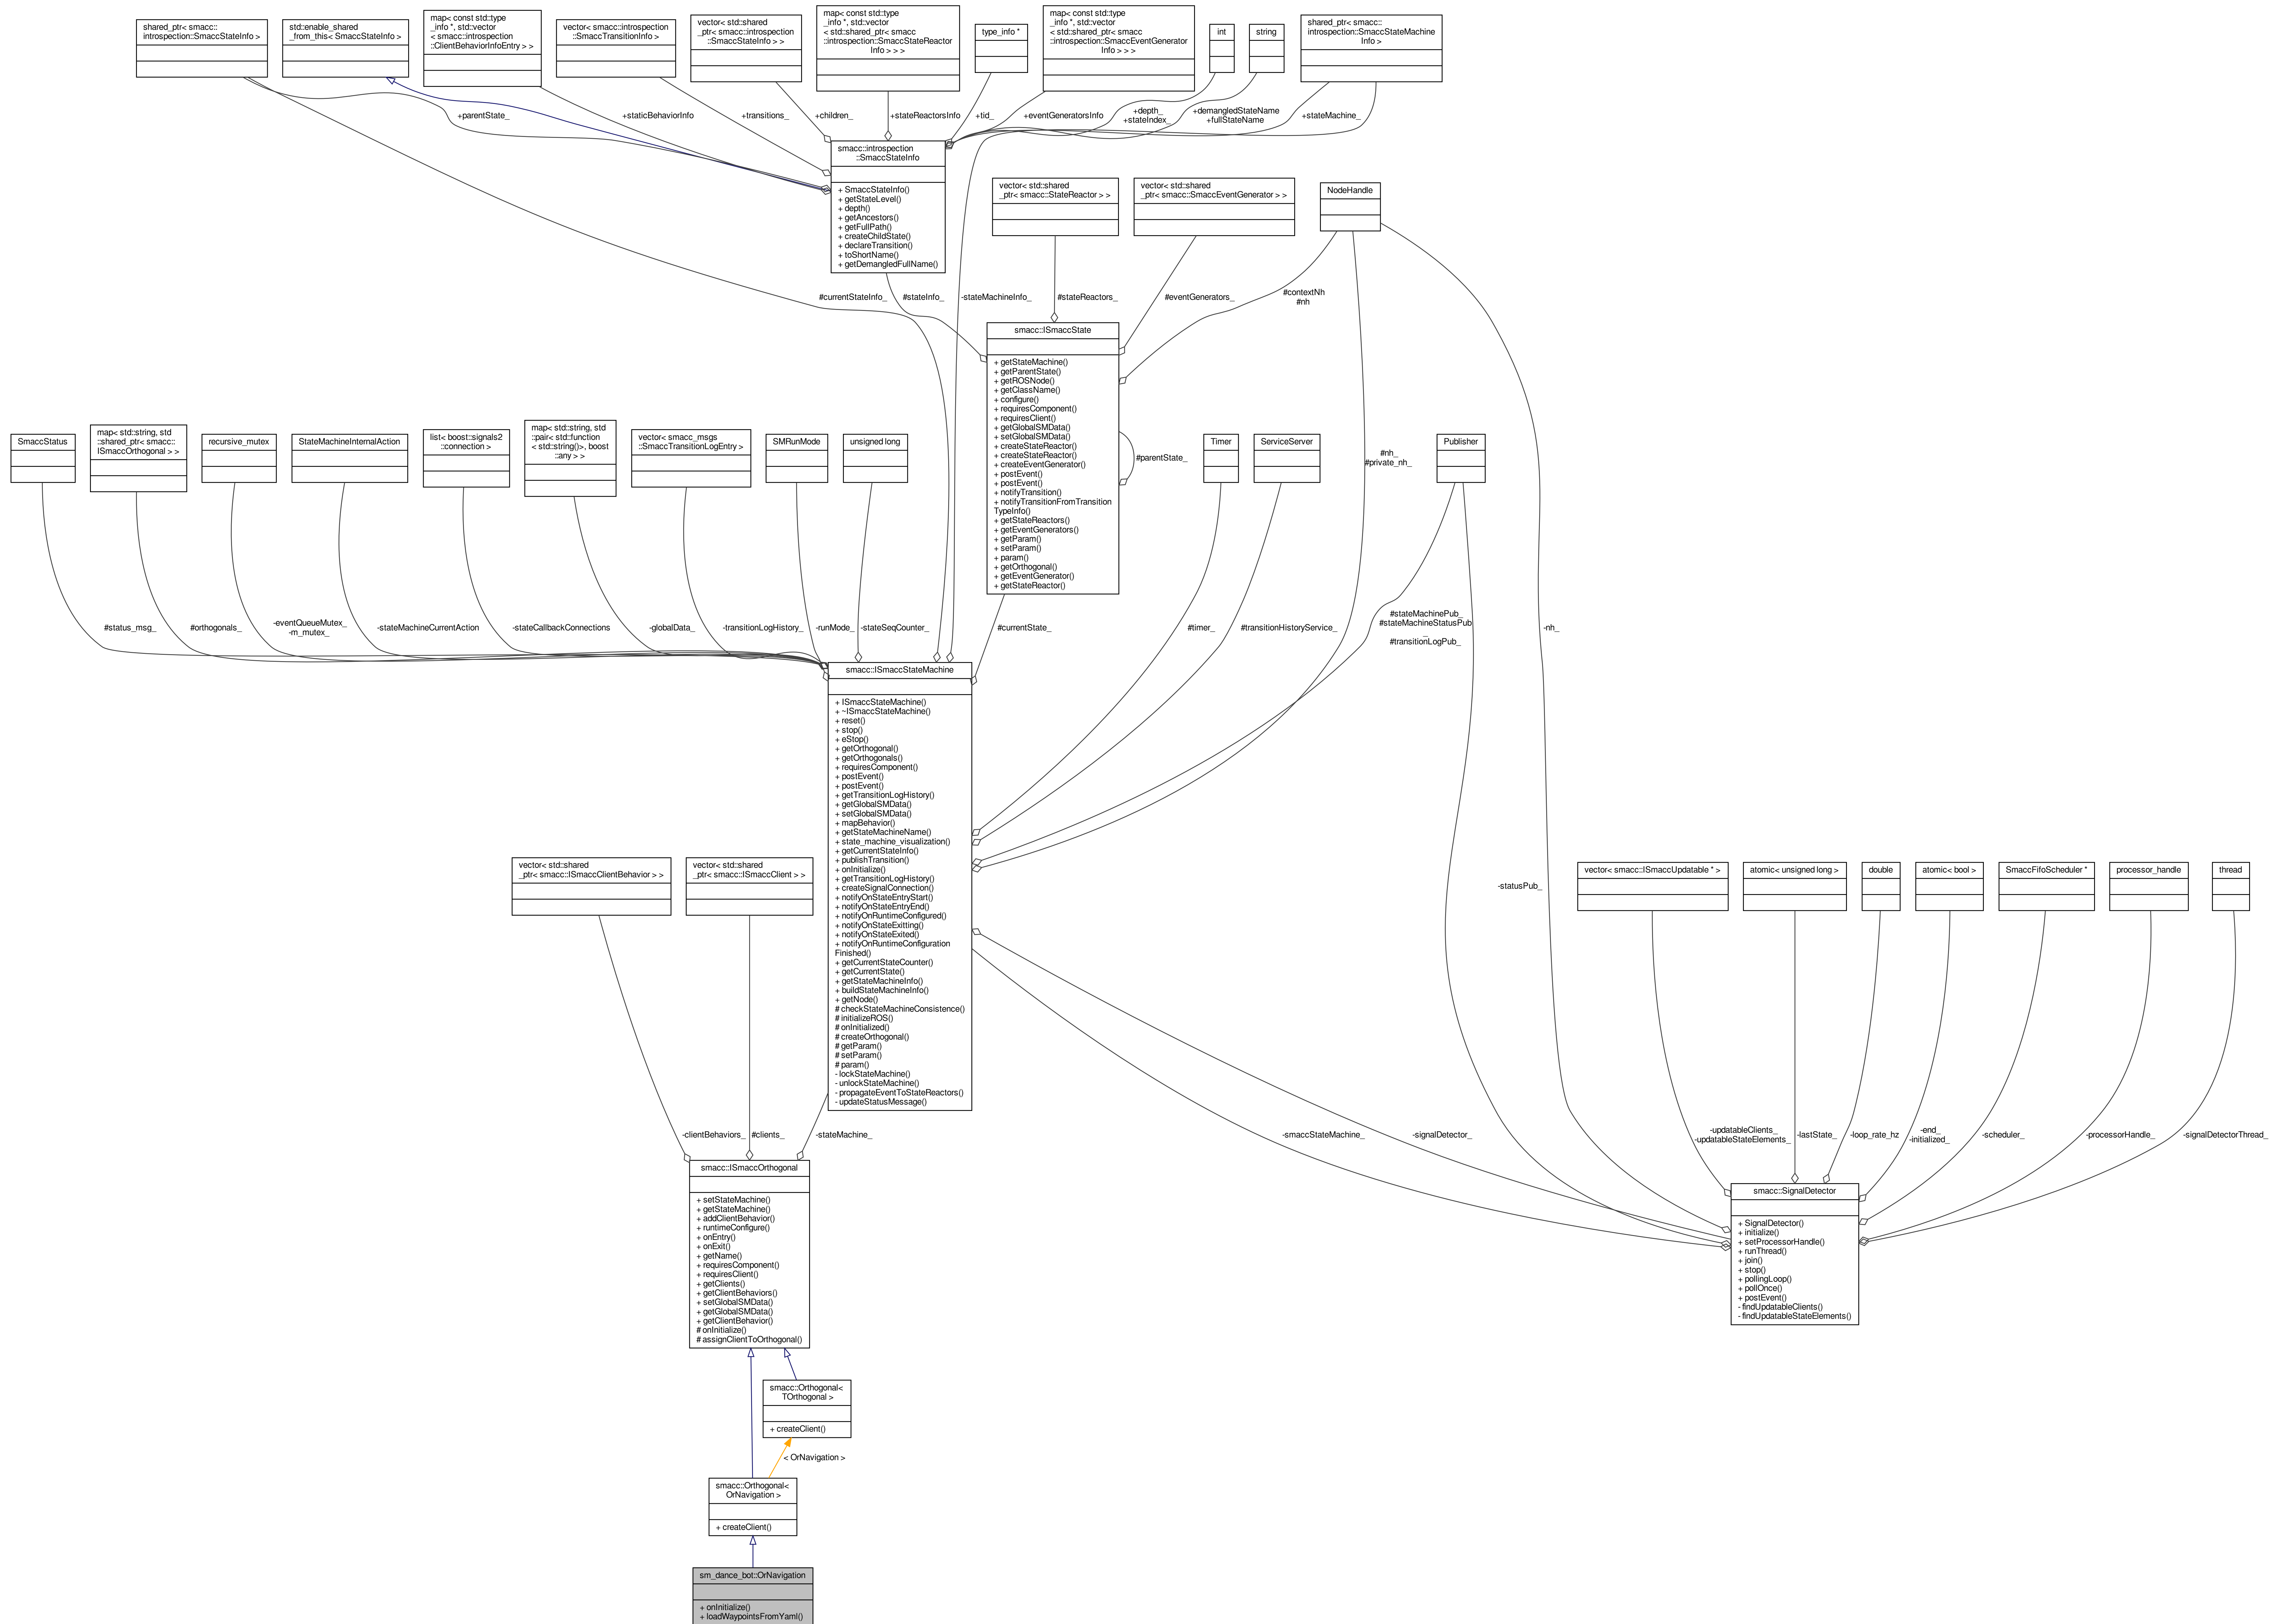 shared_ptr< smacc::
introspection::SmaccStateInfo >
std::enable_shared
_from_this< SmaccStateInfo >
map< const std::type
_info *, std::vector
< smacc::introspection
::ClientBehaviorInfoEntry > >
vector< smacc::introspection
::SmaccTransitionInfo >
vector< std::shared
_ptr< smacc::introspection
::SmaccStateInfo > >
map< const std::type
_info *, std::vector
< std::shared_ptr< smacc
::introspection::SmaccStateReactor
Info > > >
type_info *
map< const std::type
_info *, std::vector
< std::shared_ptr< smacc
::introspection::SmaccEventGenerator
Info > > >
int
string
shared_ptr< smacc::
introspection::SmaccStateMachine
Info >
+parentState_
+staticBehaviorInfo
+transitions_
+children_
+stateReactorsInfo
+tid_
+eventGeneratorsInfo
+depth_
+stateIndex_
+demangledStateName
+fullStateName
+stateMachine_
smacc::introspection
::SmaccStateInfo
+ SmaccStateInfo()
+ getStateLevel()
+ depth()
+ getAncestors()
+ getFullPath()
+ createChildState()
+ declareTransition()
+ toShortName()
+ getDemangledFullName()
vector< std::shared
_ptr< smacc::StateReactor > >
vector< std::shared
_ptr< smacc::SmaccEventGenerator > >
NodeHandle
#currentStateInfo_
#stateInfo_
-stateMachineInfo_
#stateReactors_
#eventGenerators_
#contextNh
#nh
smacc::ISmaccState
+ getStateMachine()
+ getParentState()
+ getROSNode()
+ getClassName()
+ configure()
+ requiresComponent()
+ requiresClient()
+ getGlobalSMData()
+ setGlobalSMData()
+ createStateReactor()
+ createStateReactor()
+ createEventGenerator()
+ postEvent()
+ postEvent()
+ notifyTransition()
+ notifyTransitionFromTransition
TypeInfo()
+ getStateReactors()
+ getEventGenerators()
+ getParam()
+ setParam()
+ param()
+ getOrthogonal()
+ getEventGenerator()
+ getStateReactor()
#parentState_
SmaccStatus
map< std::string, std
::shared_ptr< smacc::
ISmaccOrthogonal > >
recursive_mutex
StateMachineInternalAction
list< boost::signals2
::connection >
map< std::string, std
::pair< std::function
< std::string()>, boost
::any > >
vector< smacc_msgs
::SmaccTransitionLogEntry >
SMRunMode
unsigned long
Timer
ServiceServer
#nh_
#private_nh_
Publisher
#status_msg_
#orthogonals_
-eventQueueMutex_
-m_mutex_
-stateMachineCurrentAction
-stateCallbackConnections
-globalData_
-transitionLogHistory_
-runMode_
-stateSeqCounter_
#currentState_
#timer_
#transitionHistoryService_
#stateMachinePub_
#stateMachineStatusPub
_
#transitionLogPub_
-nh_
smacc::ISmaccStateMachine
+ ISmaccStateMachine()
+ ~ISmaccStateMachine()
+ reset()
+ stop()
+ eStop()
+ getOrthogonal()
+ getOrthogonals()
+ requiresComponent()
+ postEvent()
+ postEvent()
+ getTransitionLogHistory()
+ getGlobalSMData()
+ setGlobalSMData()
+ mapBehavior()
+ getStateMachineName()
+ state_machine_visualization()
+ getCurrentStateInfo()
+ publishTransition()
+ onInitialize()
+ getTransitionLogHistory()
+ createSignalConnection()
+ notifyOnStateEntryStart()
+ notifyOnStateEntryEnd()
+ notifyOnRuntimeConfigured()
+ notifyOnStateExitting()
+ notifyOnStateExited()
+ notifyOnRuntimeConfiguration
Finished()
+ getCurrentStateCounter()
+ getCurrentState()
+ getStateMachineInfo()
+ buildStateMachineInfo()
+ getNode()
# checkStateMachineConsistence()
# initializeROS()
# onInitialized()
# createOrthogonal()
# getParam()
# setParam()
# param()
- lockStateMachine()
- unlockStateMachine()
- propagateEventToStateReactors()
- updateStatusMessage()
vector< std::shared
_ptr< smacc::ISmaccClientBehavior > >
vector< std::shared
_ptr< smacc::ISmaccClient > >
-statusPub_
vector< smacc::ISmaccUpdatable * >
atomic< unsigned long >
double
atomic< bool >
SmaccFifoScheduler *
processor_handle
thread
-clientBehaviors_
#clients_
-stateMachine_
-smaccStateMachine_
-signalDetector_
-updatableClients_
-updatableStateElements_
-lastState_
-loop_rate_hz
-end_
-initialized_
-scheduler_
-processorHandle_
-signalDetectorThread_
smacc::ISmaccOrthogonal
+ setStateMachine()
+ getStateMachine()
+ addClientBehavior()
+ runtimeConfigure()
+ onEntry()
+ onExit()
+ getName()
+ requiresComponent()
+ requiresClient()
+ getClients()
+ getClientBehaviors()
+ setGlobalSMData()
+ getGlobalSMData()
+ getClientBehavior()
# onInitialize()
# assignClientToOrthogonal()
smacc::SignalDetector
+ SignalDetector()
+ initialize()
+ setProcessorHandle()
+ runThread()
+ join()
+ stop()
+ pollingLoop()
+ pollOnce()
+ postEvent()
- findUpdatableClients()
- findUpdatableStateElements()
smacc::Orthogonal<
TOrthogonal >
+ createClient()
< OrNavigation >
smacc::Orthogonal<
OrNavigation >
+ createClient()
sm_dance_bot::OrNavigation
+ onInitialize()
+ loadWaypointsFromYaml()